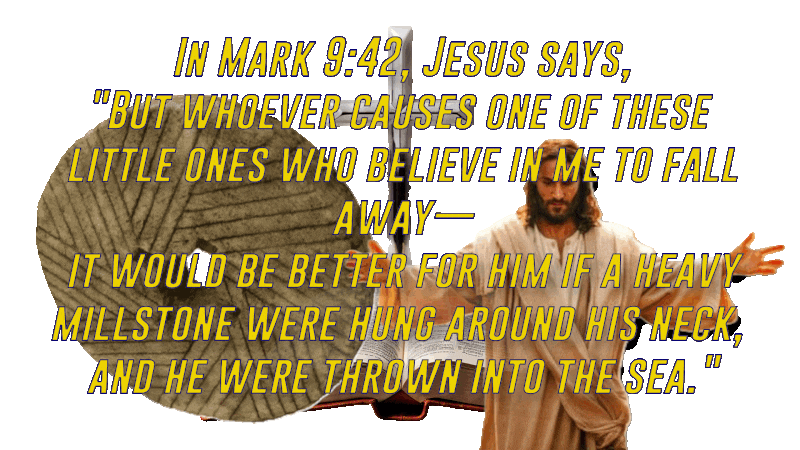 In Mark 9:42, Jesus says,
"But whoever causes one of these
little ones who believe in me to fall
away—
it would be better for him if a heavy
millstone were hung around his neck,
and he were thrown into the sea."